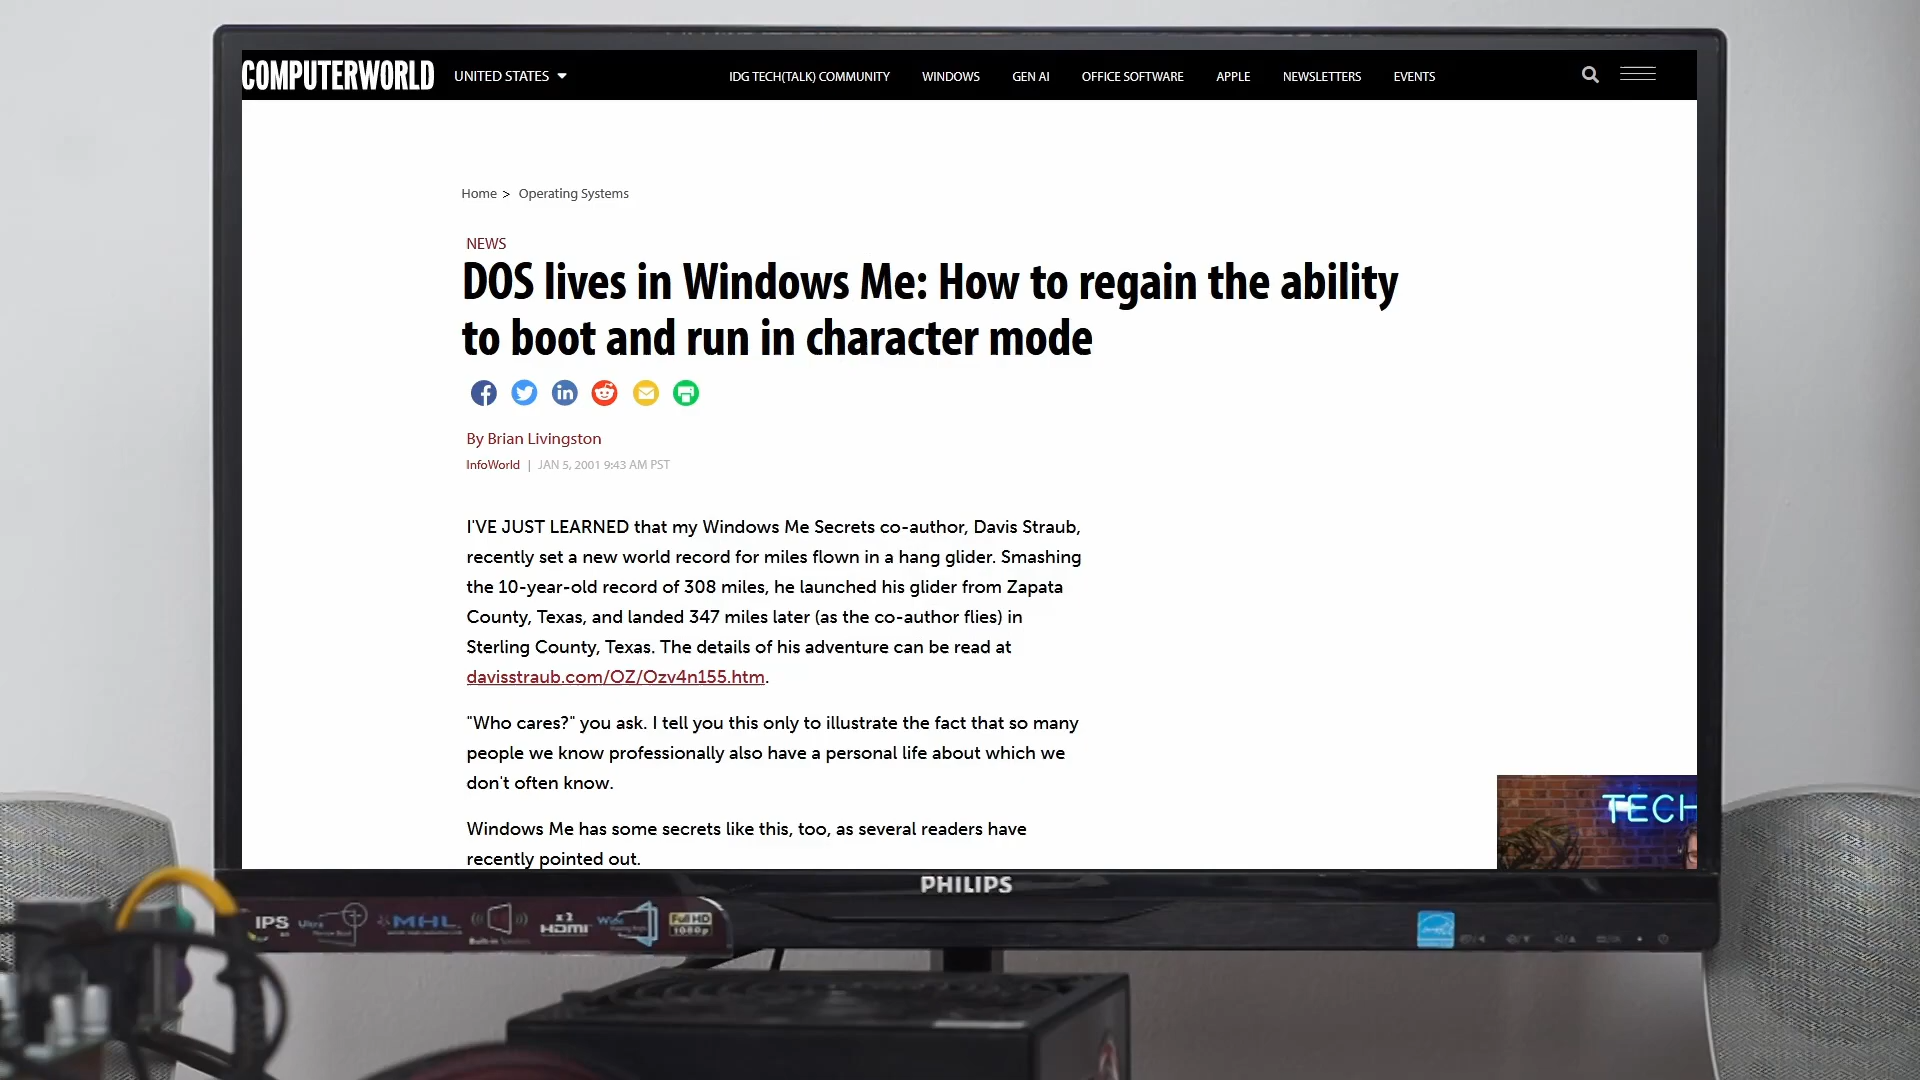 COMPUTERWORLD UNITED STATES IDG TECH(TALK) COMMUNITY WINDOWS GEN AI OFFICE SOFTWARE APPLE NEWSLETTERS EVENTS
Home > Operating Systems
NEWS
DOS lives in Windows Me: How to regain the ability
to boot and run in character mode
By Brian Livingston
InfoWorld | JAN 5, 2001 9:43 AM PST
I'VE JUST LEARNED that my Windows Me Secrets co-author, Davis Straub,
recently set a new world record for miles flown in a hang glider. Smashing
the 10-year-old record of 308 miles, he launched his glider from Zapata
County, Texas, and landed 347 miles later (as the co-author flies) in
Sterling County, Texas. The details of his adventure can be read at
davisstraub.com/OZ/Ozv4n155.htm.
"Who cares?" you ask. I tell you this only to illustrate the fact that so many
people we know professionally also have a personal life about which we
don't often know.
Windows Me has some secrets like this, too, as several readers have
recently pointed out.
TECH
PHILIPS
IPS Ultra MHL Built-in x2 HDMI Wide Full HD 1080p